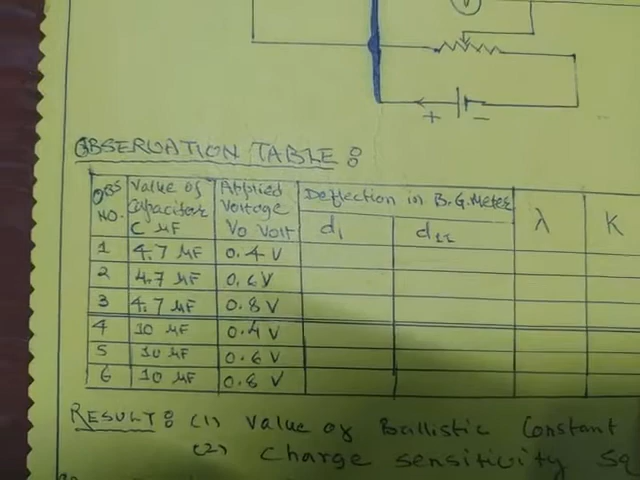 V
+ -
OBSERVATION TABLE :
OBS NO. Value of Capacitor C μF Applied Voltage V0 Volt Deflection in B.G. Meter d1 d11 λ K
1 4.7 μF 0.4 V
2 4.7 μF 0.6 V
3 4.7 μF 0.8 V
4 10 μF 0.4 V
5 10 μF 0.6 V
6 10 μF 0.8 V
RESULT : (1) Value of Ballistic Constant
(2) Charge sensitivity Sq